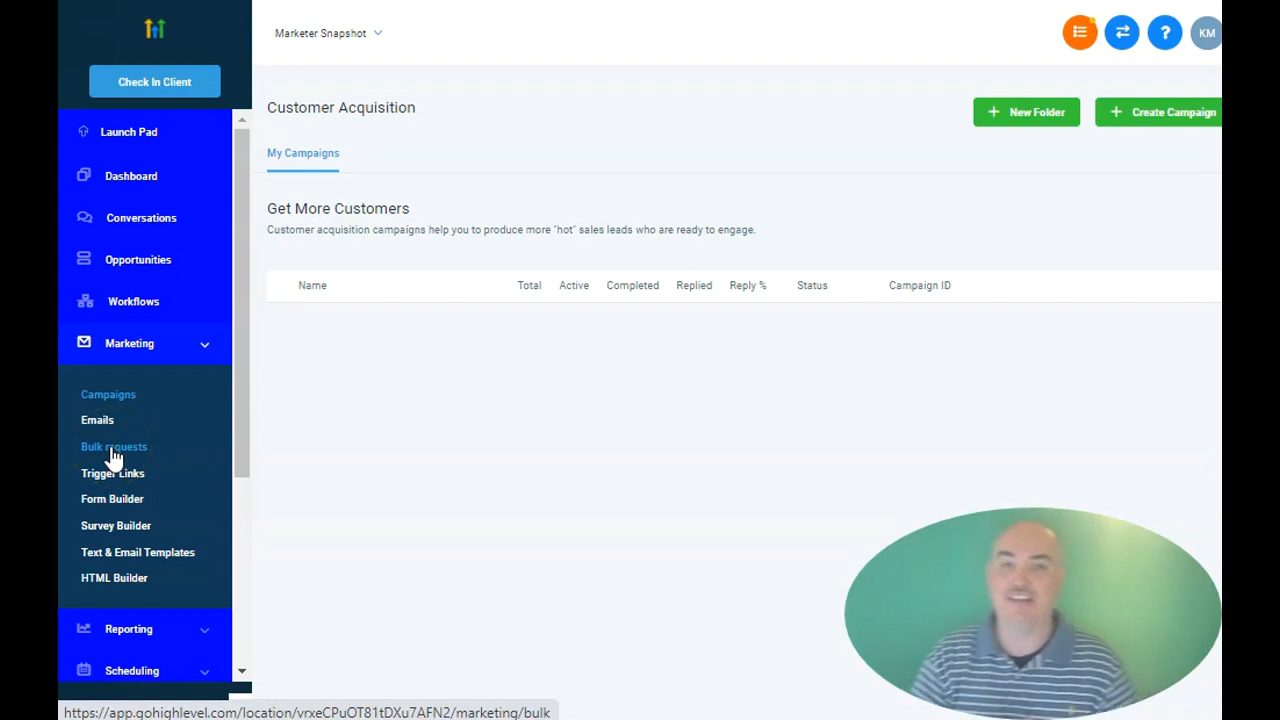 Marketer Snapshot
?
KM
Check In Client
Launch Pad
Dashboard
Conversations
Opportunities
Workflows
Marketing
Campaigns
Emails
Bulk requests
Trigger Links
Form Builder
Survey Builder
Text & Email Templates
HTML Builder
Reporting
Scheduling
Customer Acquisition
+ New Folder
+ Create Campaign
My Campaigns
Get More Customers
Customer acquisition campaigns help you to produce more "hot" sales leads who are ready to engage.
Name Total Active Completed Replied Reply % Status Campaign ID
https://app.gohighlevel.com/location/vrxeCPuOT81tDXu7AFN2/marketing/bulk